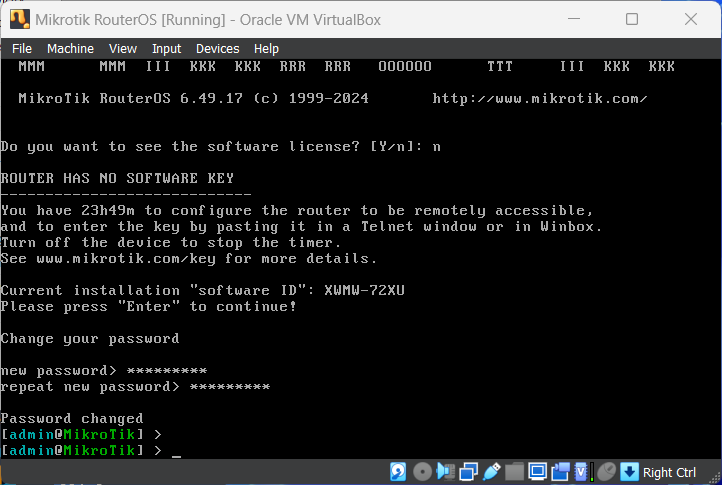 Mikrotik RouterOS [Running] - Oracle VM VirtualBox
File Machine View Input Devices Help
MMM MMM III KKK KKK RRR RRR OOOOOO TTT III KKK KKK
MikroTik RouterOS 6.49.17 (c) 1999-2024 http://www.mikrotik.com/
Do you want to see the software license? [Y/n]: n
ROUTER HAS NO SOFTWARE KEY
----------------------------
You have 23h49m to configure the router to be remotely accessible,
and to enter the key by pasting it in a Telnet window or in Winbox.
Turn off the device to stop the timer.
See www.mikrotik.com/key for more details.
Current installation "software ID": XWMW-72XU
Please press "Enter" to continue!
Change your password
new password> *********
repeat new password> *********
Password changed
[admin@MikroTik] >
[admin@MikroTik] > _
Right Ctrl